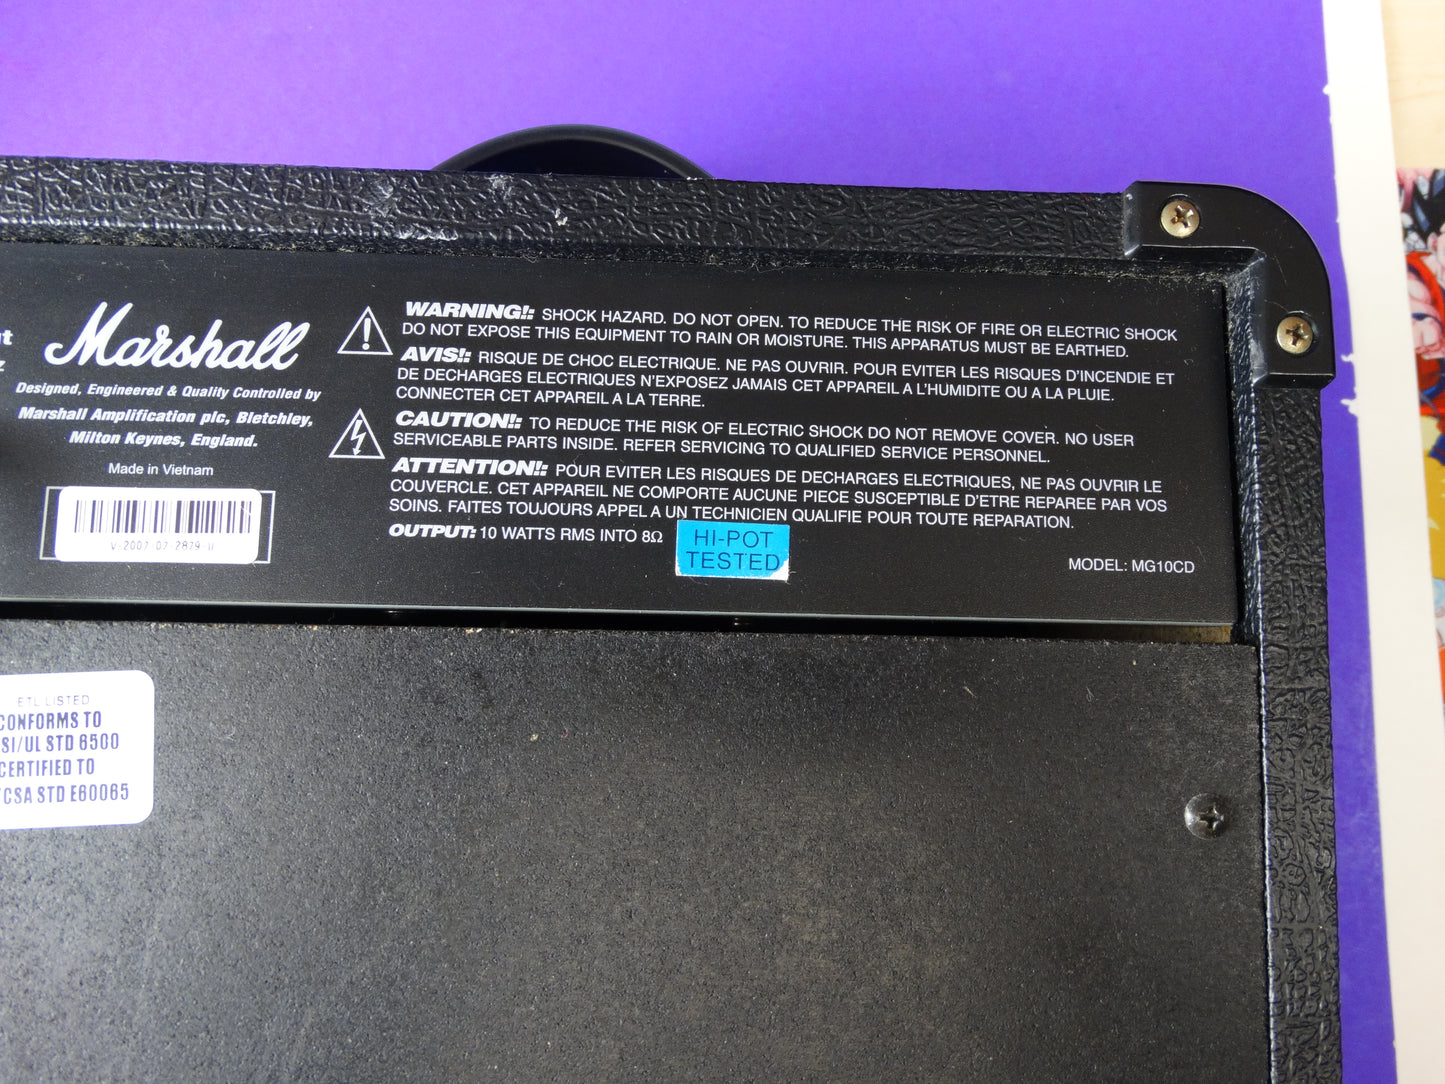 Marshall
Designed, Engineered & Quality Controlled by
Marshall Amplification plc, Bletchley,
Milton Keynes, England.
Made in Vietnam
V-2007-07-2879-U
WARNING!: SHOCK HAZARD. DO NOT OPEN. TO REDUCE THE RISK OF FIRE OR ELECTRIC SHOCK
DO NOT EXPOSE THIS EQUIPMENT TO RAIN OR MOISTURE. THIS APPARATUS MUST BE EARTHED.
AVIS!: RISQUE DE CHOC ELECTRIQUE. NE PAS OUVRIR. POUR EVITER LES RISQUES D'INCENDIE ET
DE DECHARGES ELECTRIQUES N'EXPOSEZ JAMAIS CET APPAREIL A L'HUMIDITE OU A LA PLUIE.
CONNECTER CET APPAREIL A LA TERRE.
CAUTION!: TO REDUCE THE RISK OF ELECTRIC SHOCK DO NOT REMOVE COVER. NO USER
SERVICEABLE PARTS INSIDE. REFER SERVICING TO QUALIFIED SERVICE PERSONNEL.
ATTENTION!: POUR EVITER LES RISQUES DE DECHARGES ELECTRIQUES, NE PAS OUVRIR LE
COUVERCLE. CET APPAREIL NE COMPORTE AUCUNE PIECE SUSCEPTIBLE D'ETRE REPAREE PAR VOS
SOINS. FAITES TOUJOURS APPEL A UN TECHNICIEN QUALIFIE POUR TOUTE REPARATION.
OUTPUT: 10 WATTS RMS INTO 8Ω
HI-POT
TESTED
MODEL: MG10CD
ETL LISTED
CONFORMS TO
SI/UL STD 6500
CERTIFIED TO
CSA STD E60065